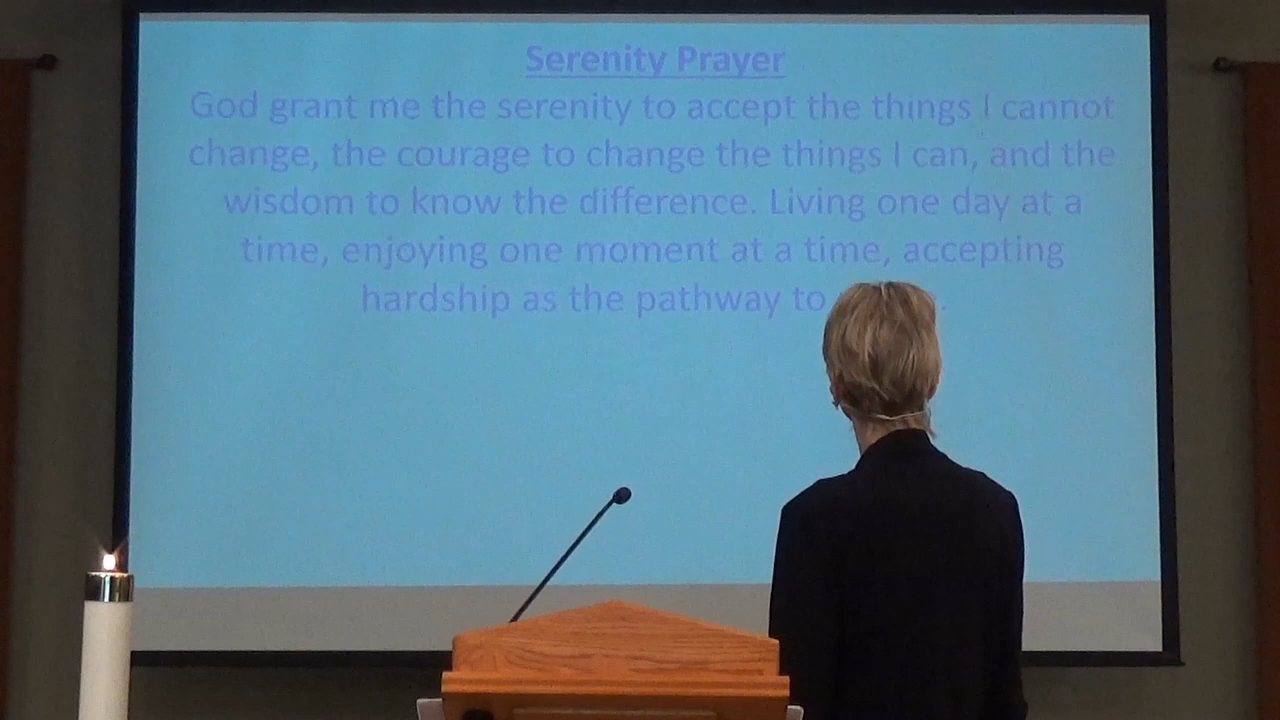 Serenity Prayer
God grant me the serenity to accept the things I cannot
change, the courage to change the things I can, and the
wisdom to know the difference. Living one day at a
time, enjoying one moment at a time, accepting
hardship as the pathway to